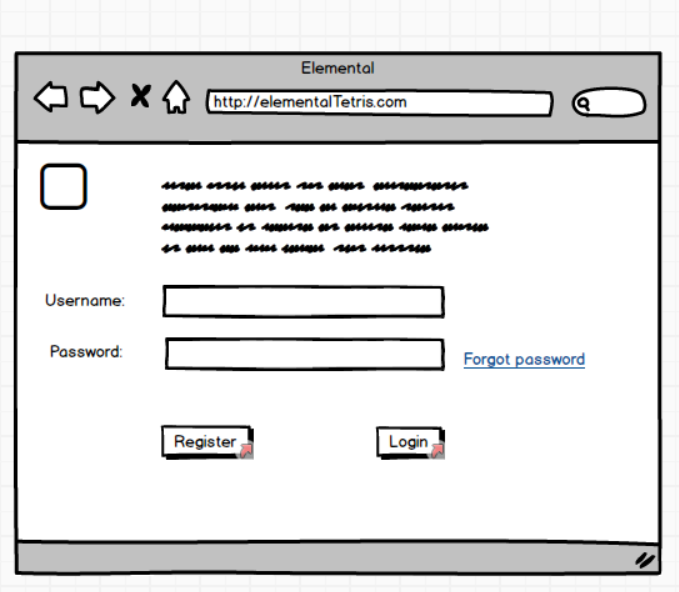 Elemental
http://elementalTetris.com
Username:
Password:
Forgot password
Register
Login